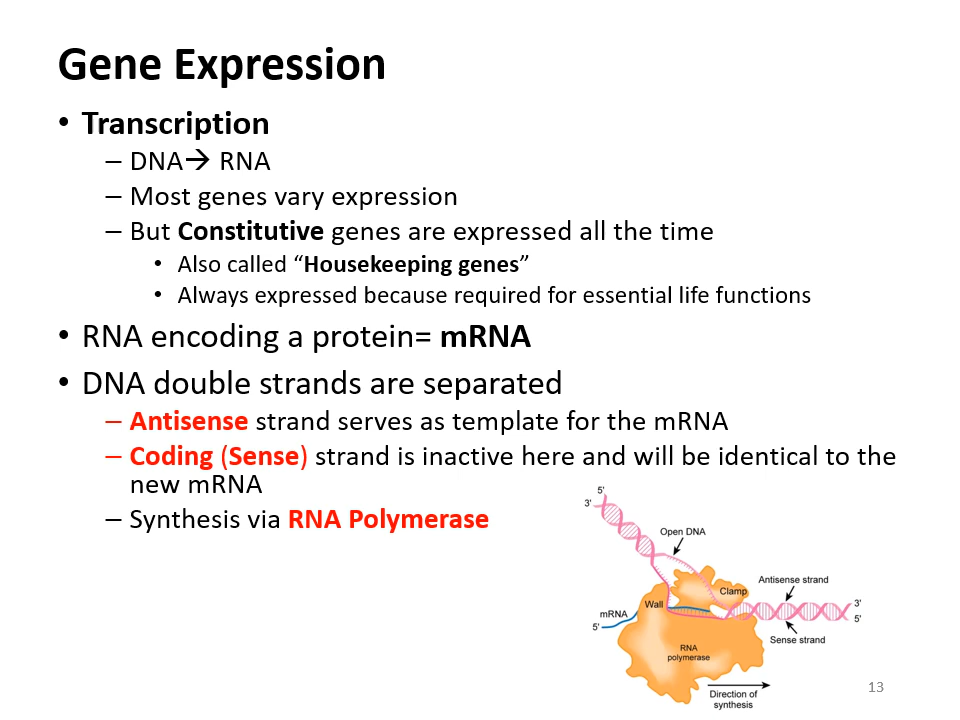 Gene Expression
• Transcription
– DNA→ RNA
– Most genes vary expression
– But Constitutive genes are expressed all the time
• Also called “Housekeeping genes”
• Always expressed because required for essential life functions
• RNA encoding a protein= mRNA
• DNA double strands are separated
– Antisense strand serves as template for the mRNA
– Coding (Sense) strand is inactive here and will be identical to the
new mRNA
– Synthesis via RNA Polymerase
5'
3'
Open DNA
Antisense strand
Clamp
Wall
3'
mRNA
5'
5'
Sense strand
RNA
polymerase
Direction of
synthesis
13